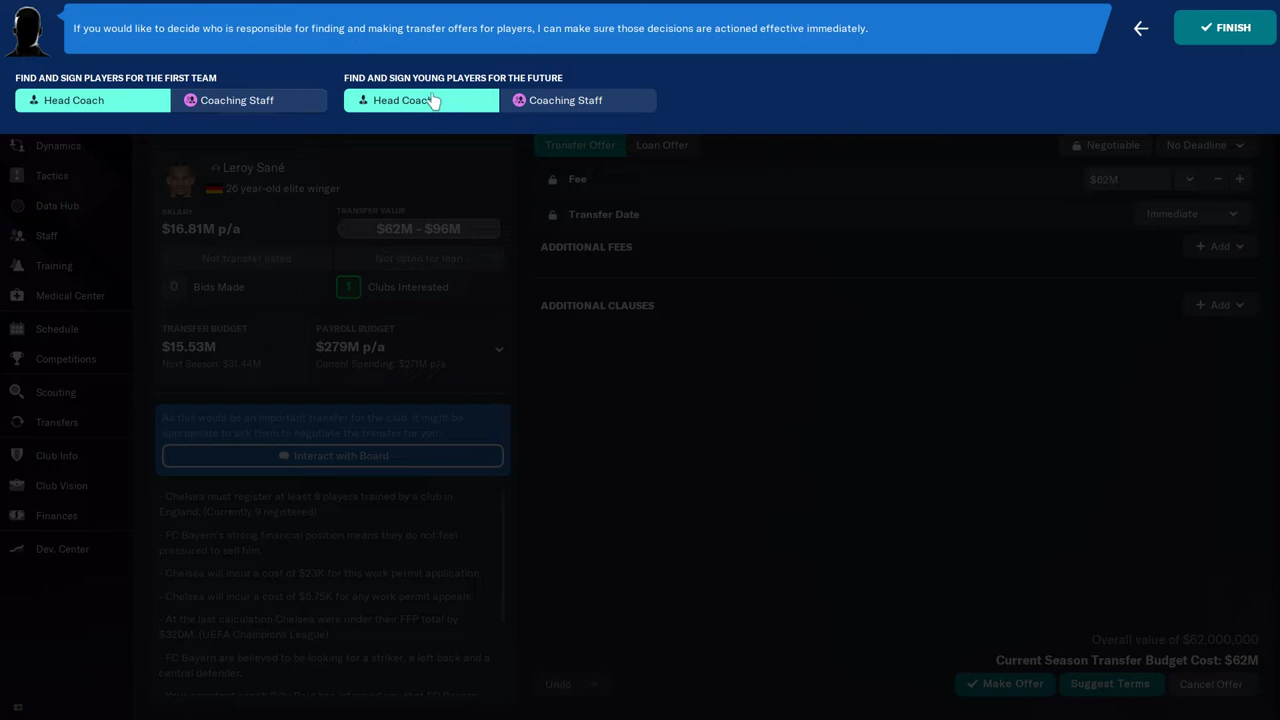 If you would like to decide who is responsible for finding and making transfer offers for players, I can make sure those decisions are actioned effective immediately.
FINISH
FIND AND SIGN PLAYERS FOR THE FIRST TEAM
FIND AND SIGN YOUNG PLAYERS FOR THE FUTURE
Head Coach
Coaching Staff
Head Coach
Coaching Staff
Dynamics
Tactics
Data Hub
Staff
Training
Medical Center
Schedule
Competitions
Scouting
Transfers
Club Info
Club Vision
Finances
Dev. Center
Leroy Sané
26 year-old elite winger
SALARY
$16.81M p/a
TRANSFER VALUE
$62M - $96M
Not transfer listed
Not listed for loan
0 Bids Made
1 Clubs Interested
TRANSFER BUDGET
$15.53M
Next Season: $31.44M
PAYROLL BUDGET
$279M p/a
Current Spending: $271M p/a
As this would be an important transfer for the club, it might be
appropriate to ask them to negotiate the transfer for you.
Interact with Board
- Chelsea must register at least 8 players trained by a club in
England. (Currently 9 registered)
- FC Bayern's strong financial position means they do not feel
pressured to sell him.
- Chelsea will incur a cost of $23K for this work permit application.
- Chelsea will incur a cost of $5.75K for any work permit appeals.
- At the last calculation Chelsea were under their FFP total by
$320M. (UEFA Champions League)
- FC Bayern are believed to be looking for a striker, a left back and a
central defender.
Transfer Offer
Loan Offer
Negotiable
No Deadline
Fee
$62M
Transfer Date
Immediate
ADDITIONAL FEES
Add
ADDITIONAL CLAUSES
Add
Overall value of $62,000,000
Current Season Transfer Budget Cost: $62M
Undo
Make Offer
Suggest Terms
Cancel Offer